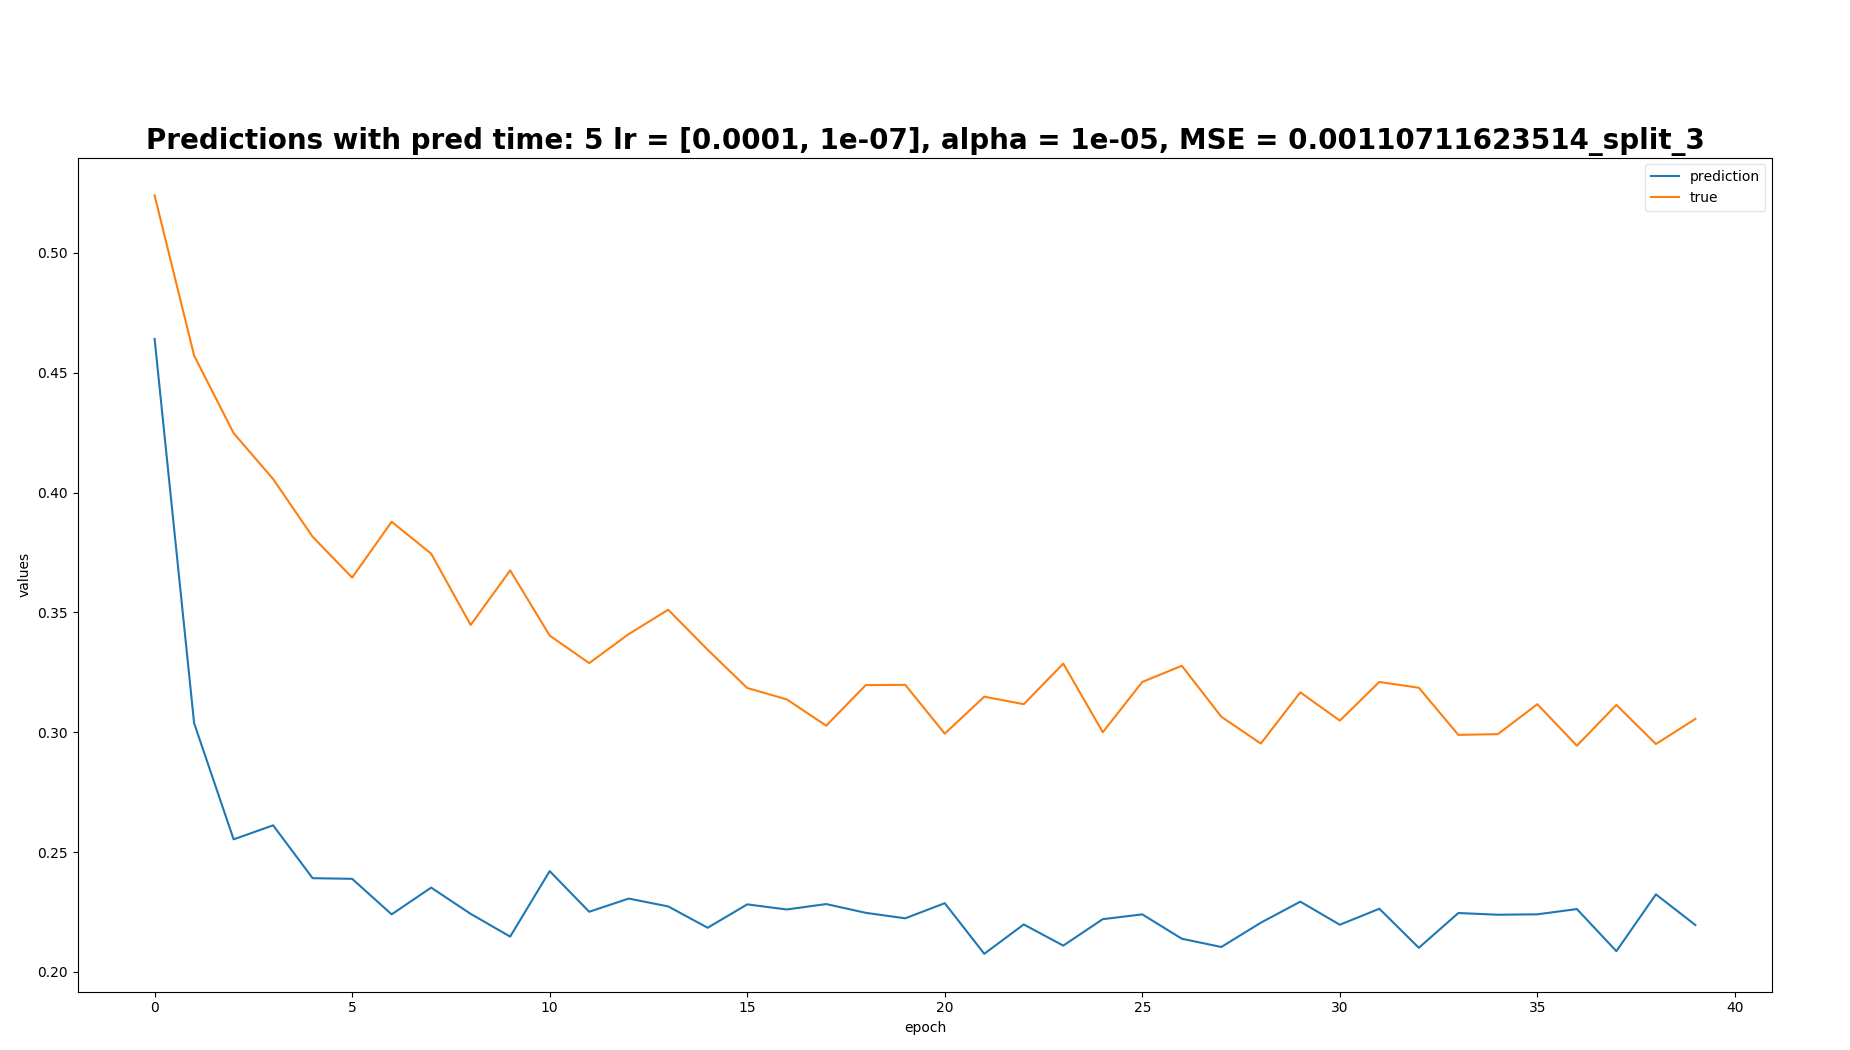 Predictions with pred time: 5 lr = [0.0001, 1e-07], alpha = 1e-05, MSE = 0.00110711623514_split_3
prediction
true
0.50
0.45
0.40
0.35
0.30
0.25
0.20
values
0 5 10 15 20 25 30 35 40
epoch